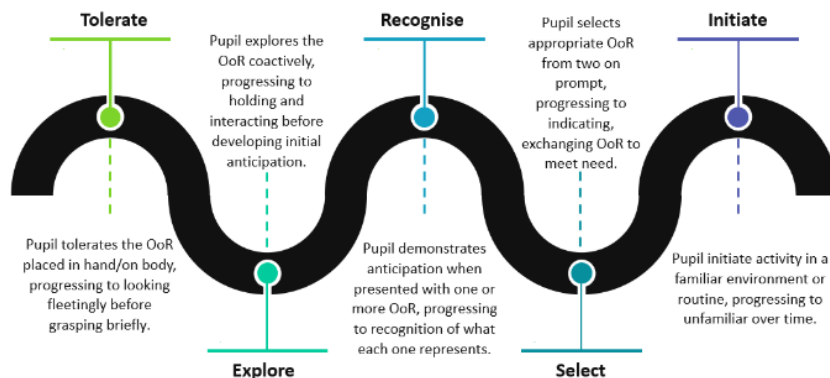 Tolerate
Pupil tolerates the OoR
placed in hand/on body,
progressing to looking
fleetingly before
grasping briefly.
Pupil explores the
OoR coactively,
progressing to
holding and
interacting before
developing initial
anticipation.
Explore
Recognise
Pupil demonstrates
anticipation when
presented with one or
more OoR, progressing
to recognition of what
each one represents.
Pupil selects
appropriate OoR
from two on
prompt,
progressing to
indicating,
exchanging OoR to
meet need.
Select
Initiate
Pupil initiate activity in a
familiar environment or
routine, progressing to
unfamiliar over time.